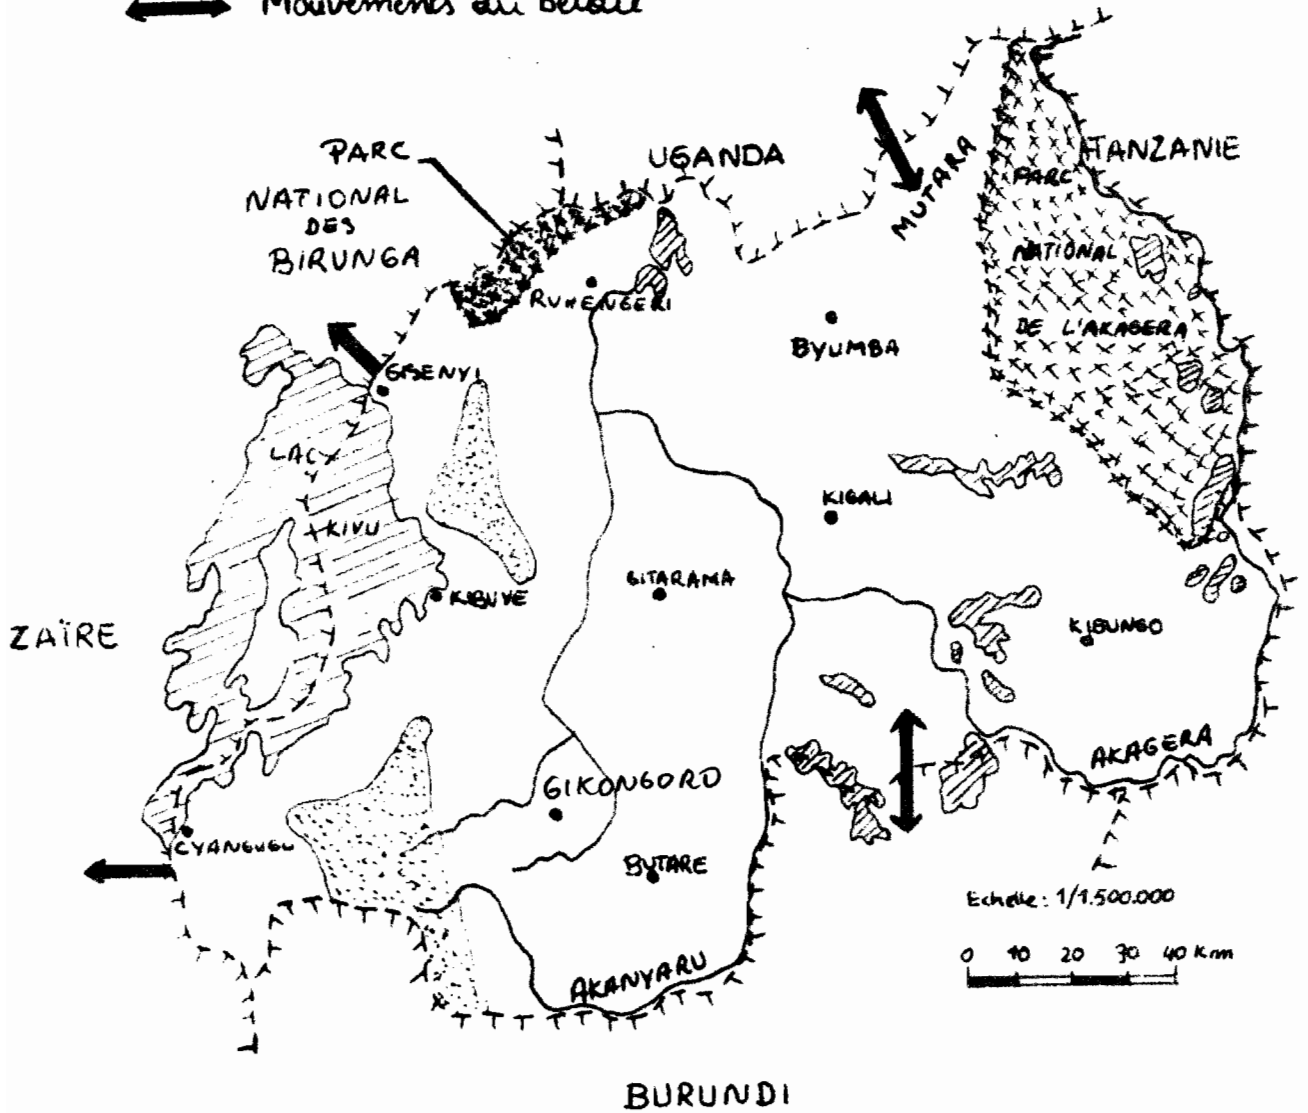 Mouvements du bétail
UGANDA
PARC
NATIONAL
DES
BIRUNGA
TANZANIE
MUTARA
PARC
NATIONAL
DE L'AKAGERA
RUHENGERI
BYUMBA
GISENYI
LAC
KIVU
KIGALI
GITARAMA
KIBUYE
ZAÏRE
KIBUNGO
AKAGERA
GIKONGORO
CYANGUGU
BUTARE
Echelle: 1/1.500.000
0 10 20 30 40 Km
AKANYARU
BURUNDI